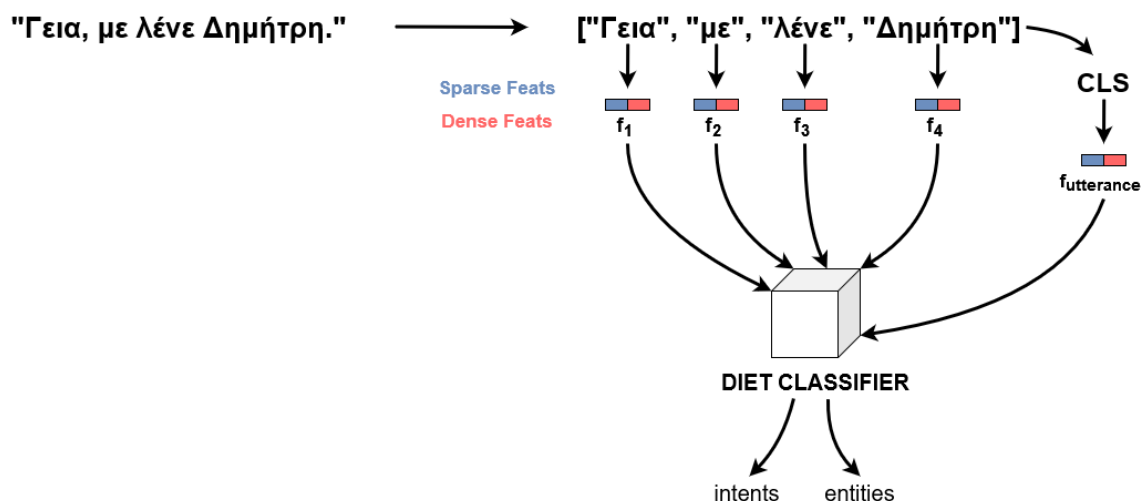 "Γεια, με λένε Δημήτρη."
["Γεια", "με", "λένε", "Δημήτρη"]
CLS
Sparse Feats
Dense Feats
f1
f2
f3
f4
futterance
DIET CLASSIFIER
intents
entities